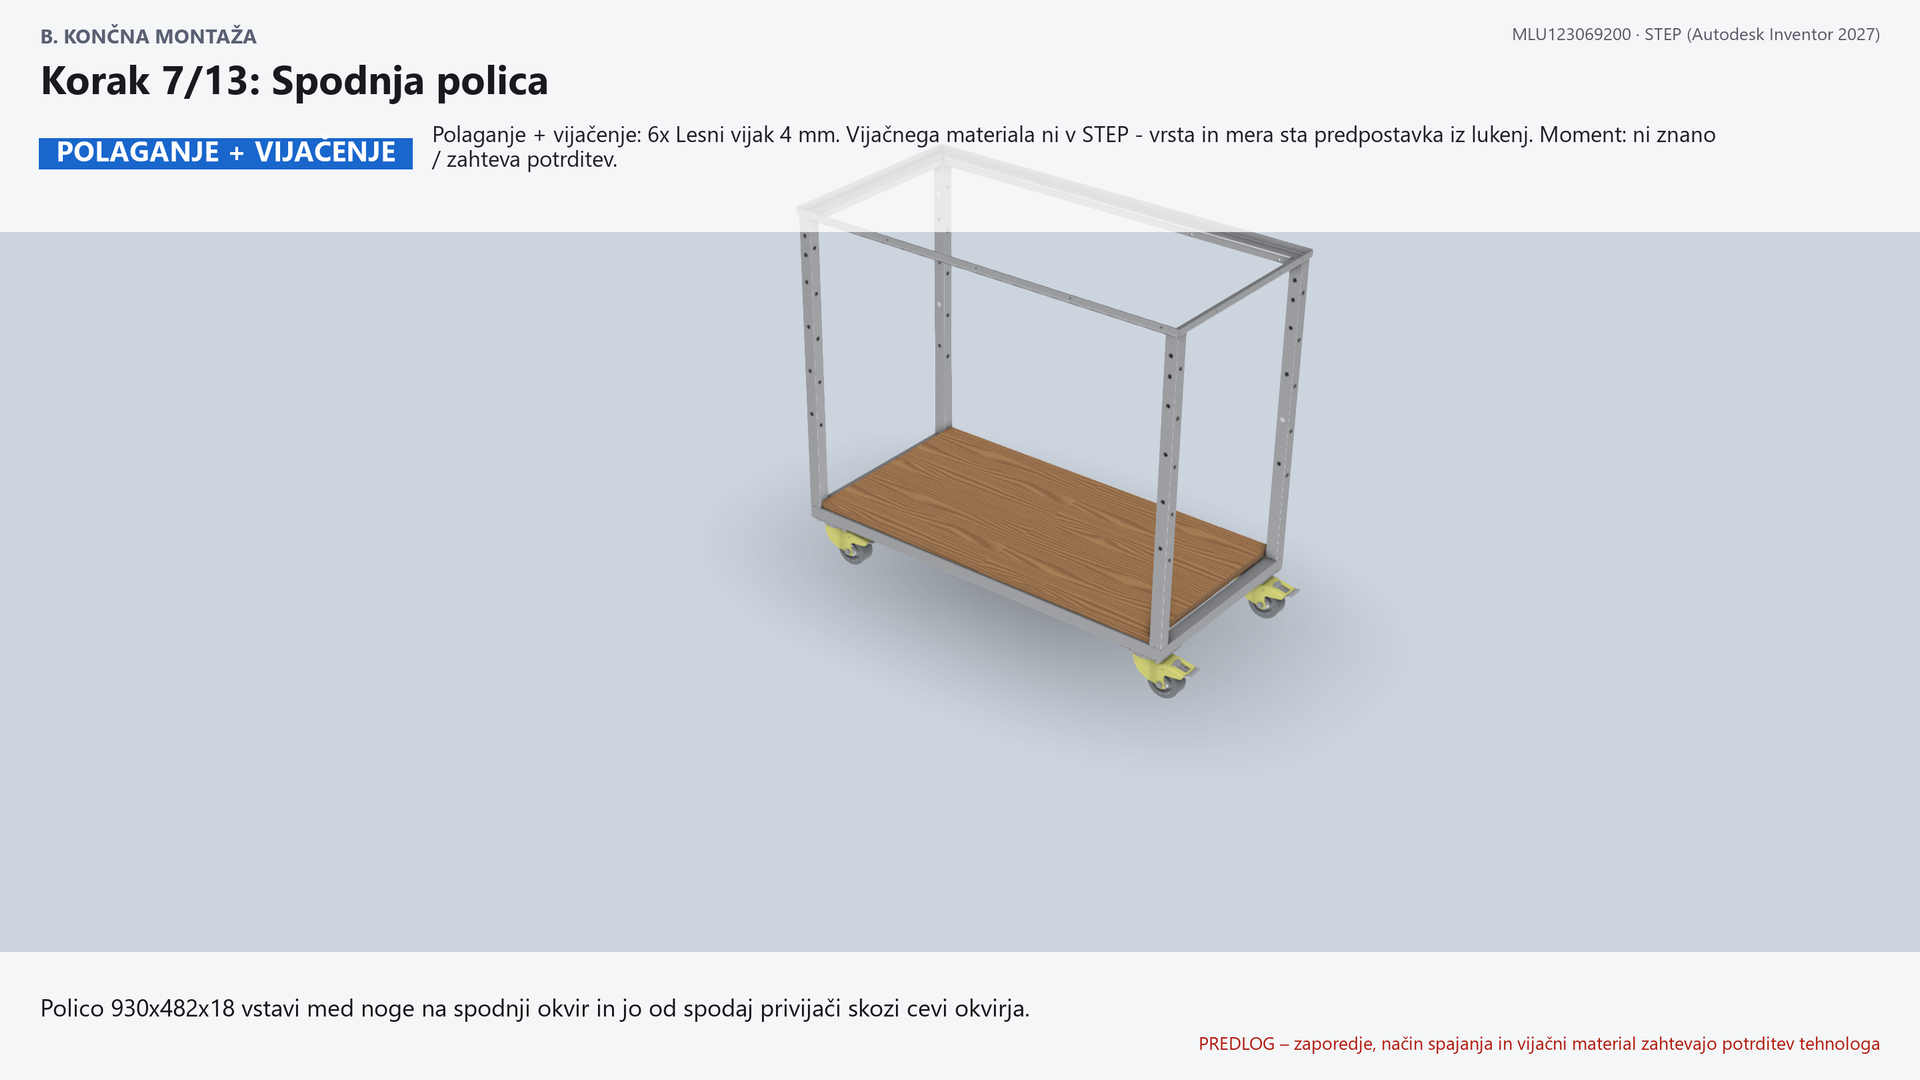 B. KONČNA MONTAŽA
MLU123069200 · STEP (Autodesk Inventor 2027)
Korak 7/13: Spodnja polica
POLAGANJE + VIJAČENJE
Polaganje + vijačenje: 6x Lesni vijak 4 mm. Vijačnega materiala ni v STEP - vrsta in mera sta predpostavka iz lukenj. Moment: ni znano
/ zahteva potrditev.
Polico 930x482x18 vstavi med noge na spodnji okvir in jo od spodaj privijači skozi cevi okvirja.
PREDLOG – zaporedje, način spajanja in vijačni material zahtevajo potrditev tehnologa